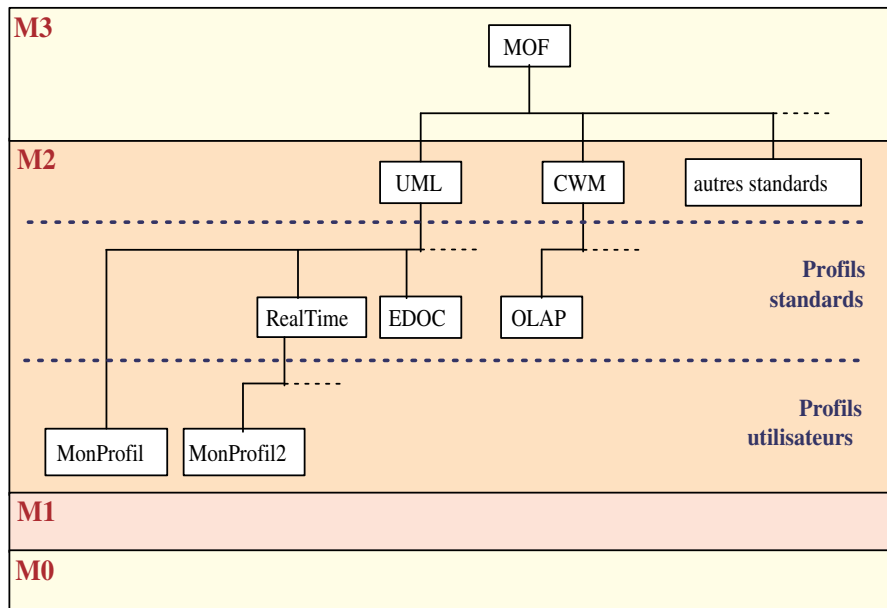 M3
MOF
M2
UML
CWM
autres standards
Profils
standards
RealTime
EDOC
OLAP
Profils
utilisateurs
MonProfil
MonProfil2
M1
M0